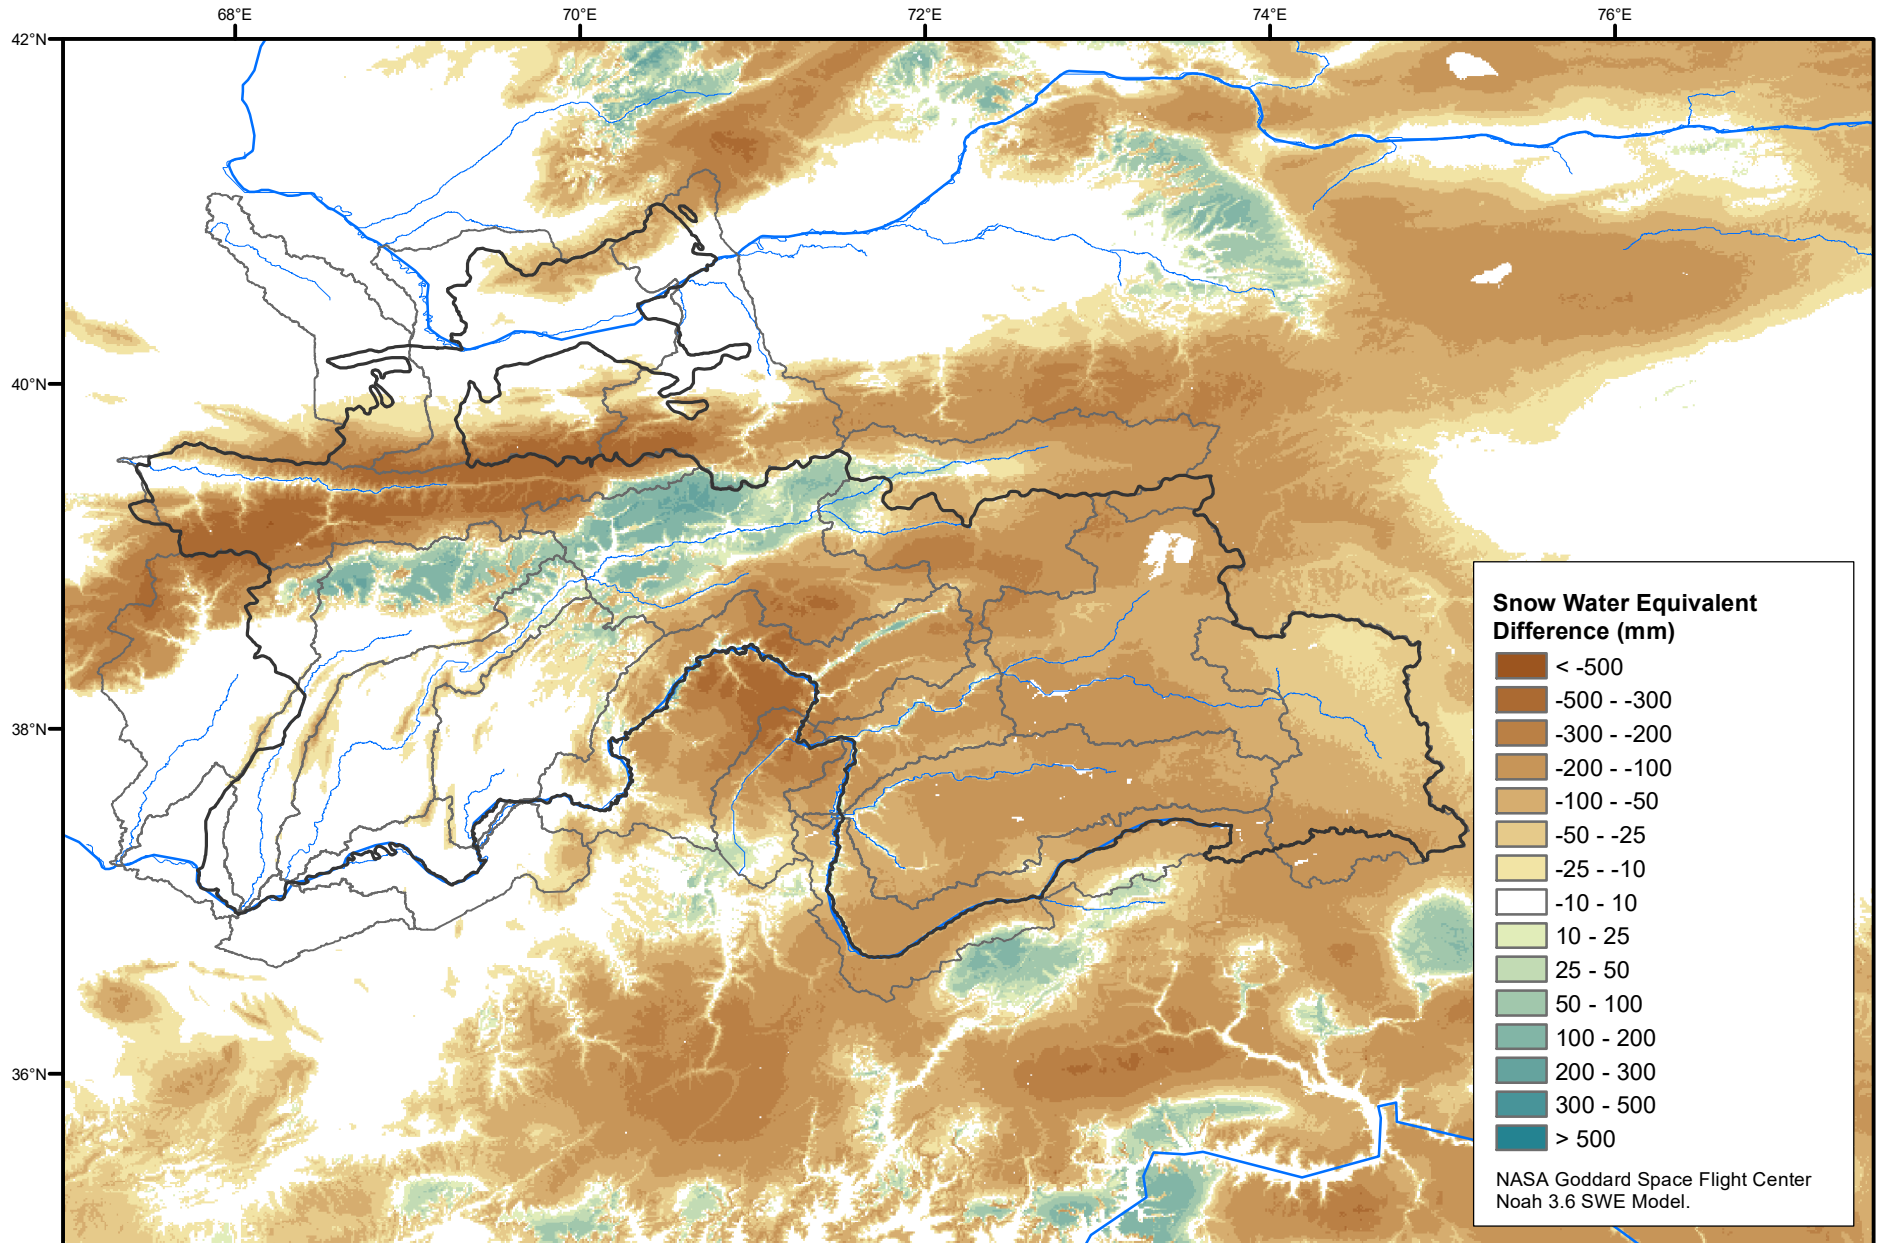 68°E 70°E 72°E 74°E 76°E
42°N
40°N
38°N
36°N
Snow Water Equivalent
Difference (mm)
< -500
-500 - -300
-300 - -200
-200 - -100
-100 - -50
-50 - -25
-25 - -10
-10 - 10
10 - 25
25 - 50
50 - 100
100 - 200
200 - 300
300 - 500
> 500
NASA Goddard Space Flight Center
Noah 3.6 SWE Model.